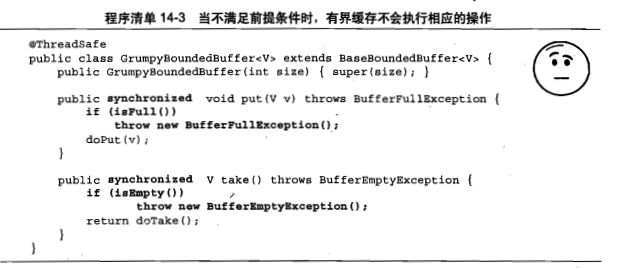 程序清单 14-3 当不满足前提条件时，有界缓存不会执行相应的操作
@ThreadSafe
public class GrumpyBoundedBuffer<V> extends BaseBoundedBuffer<V> {
    public GrumpyBoundedBuffer(int size) { super(size); }
    public synchronized void put(V v) throws BufferFullException {
        if (isFull())
            throw new BufferFullException();
        doPut(v);
    }
    public synchronized V take() throws BufferEmptyException {
        if (isEmpty())
            throw new BufferEmptyException();
        return doTake();
    }
}